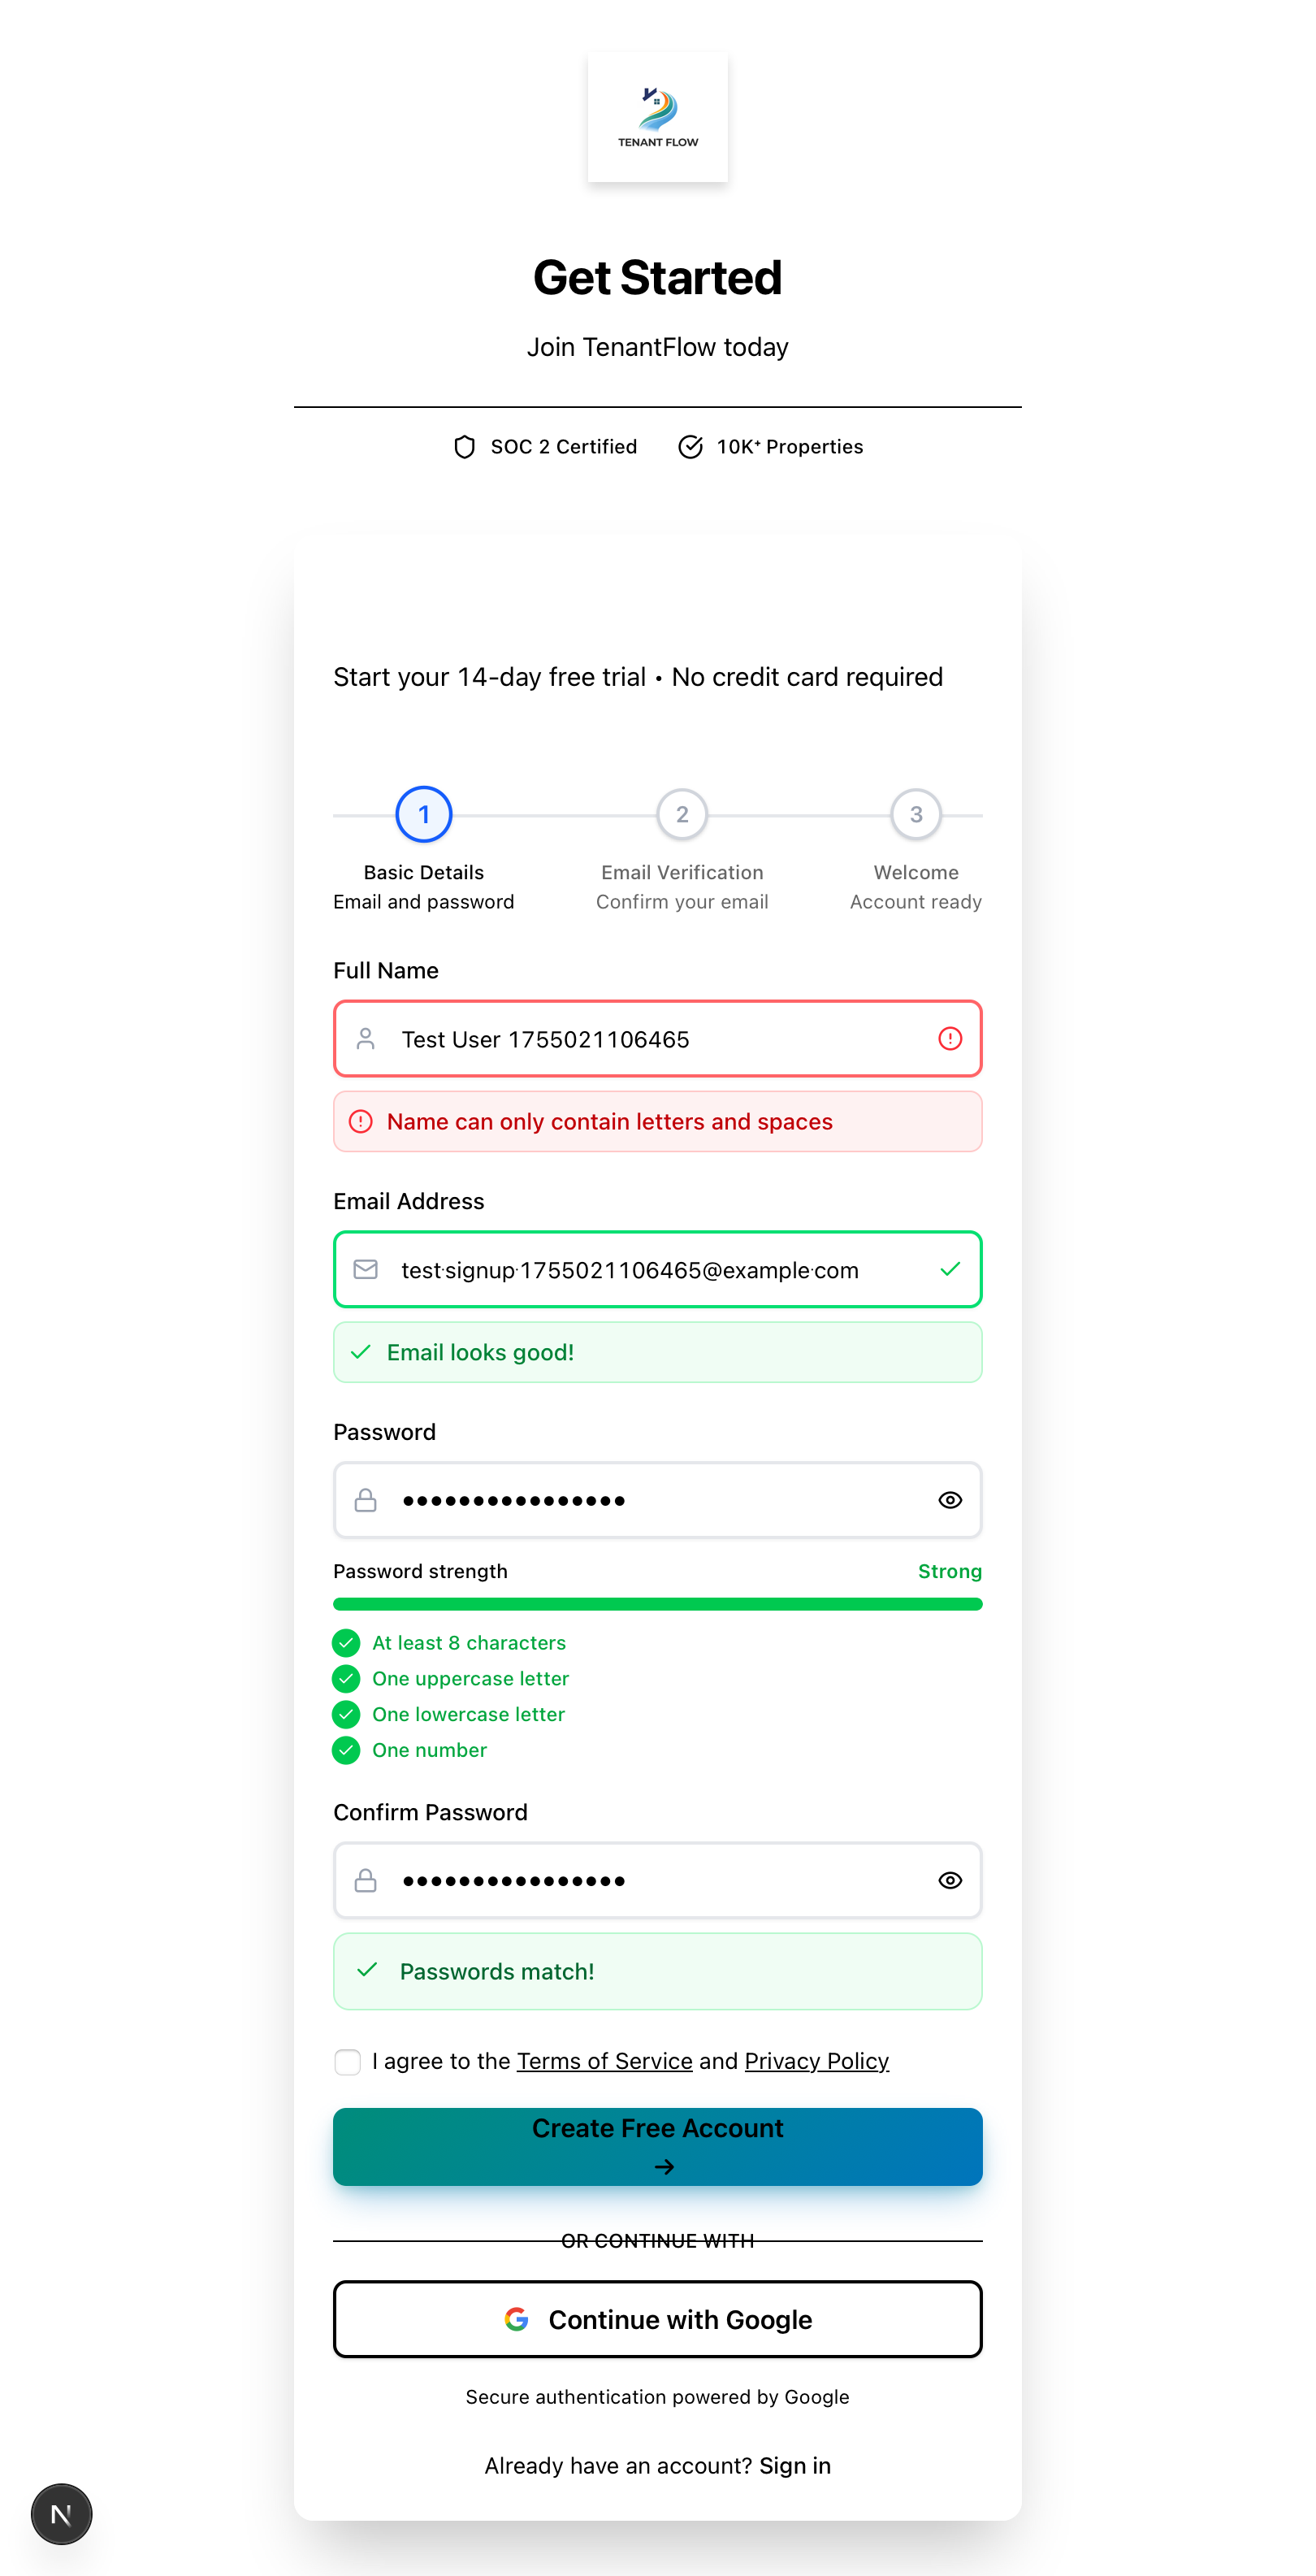 TENANT FLOW
Get Started
Join TenantFlow today
SOC 2 Certified 10K+ Properties
Start your 14-day free trial • No credit card required
1 2 3
Basic Details Email Verification Welcome
Email and password Confirm your email Account ready
Full Name
Test User 1755021106465
Name can only contain letters and spaces
Email Address
test·signup·1755021106465@example·com
Email looks good!
Password
••••••••••••••••
Password strength Strong
At least 8 characters
One uppercase letter
One lowercase letter
One number
Confirm Password
••••••••••••••••
Passwords match!
I agree to the Terms of Service and Privacy Policy
Create Free Account
→
OR CONTINUE WITH
G Continue with Google
Secure authentication powered by Google
Already have an account? Sign in
N